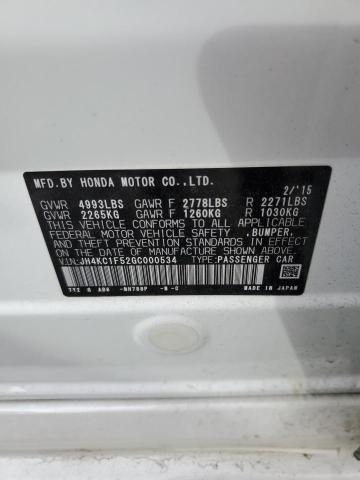 MFD.BY HONDA MOTOR CO.,LTD. 2/'15
GVWR 4993LBS GAWR F 2778LBS R 2271LBS
GVWR 2265KG GAWR F 1260KG R 1030KG
THIS VEHICLE CONFORMS TO ALL APPLICABLE
FEDERAL MOTOR VEHICLE SAFETY ,BUMPER,
AND THEFT PREVENTION STANDARDS IN EFFECT
ON THE DATE OF MANUFACTURE SHOWN ABOVE.
V.I.N:JH4KC1F52GC000534 TYPE:PASSENGER CAR
TY2 A A00 -B-C
MADE IN JAPAN